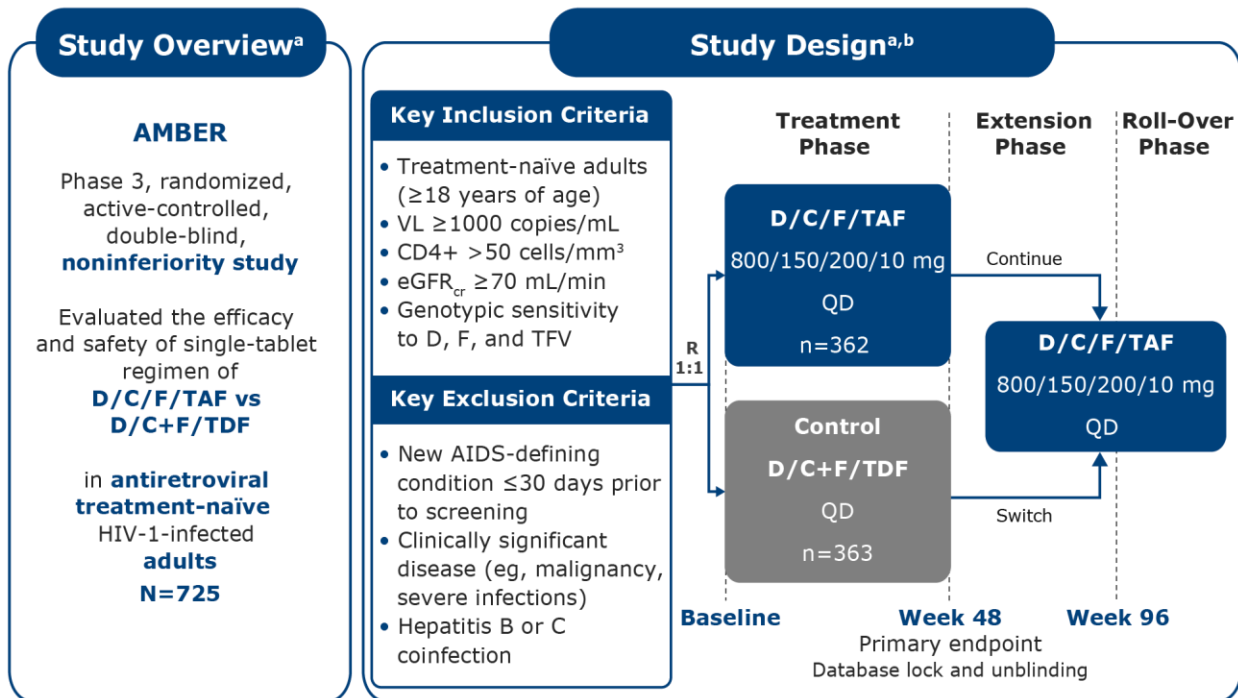 Study Overviewᵃ
AMBER
Phase 3, randomized,
active-controlled,
double-blind,
noninferiority study
Evaluated the efficacy
and safety of single-tablet
regimen of
D/C/F/TAF vs
D/C+F/TDF
in antiretroviral
treatment-naïve
HIV-1-infected
adults
N=725
Study Designᵃ,ᵇ
Key Inclusion Criteria
• Treatment-naïve adults
(≥18 years of age)
• VL ≥1000 copies/mL
• CD4+ >50 cells/mm³
• eGFRcr ≥70 mL/min
• Genotypic sensitivity
to D, F, and TFV
Key Exclusion Criteria
• New AIDS-defining
condition ≤30 days prior
to screening
• Clinically significant
disease (eg, malignancy,
severe infections)
• Hepatitis B or C
coinfection
R
1:1
Treatment
Phase
Extension
Phase
Roll-Over
Phase
D/C/F/TAF
800/150/200/10 mg
QD
n=362
Control
D/C+F/TDF
QD
n=363
Continue
Switch
D/C/F/TAF
800/150/200/10 mg
QD
Baseline
Week 48
Week 96
Primary endpoint
Database lock and unblinding